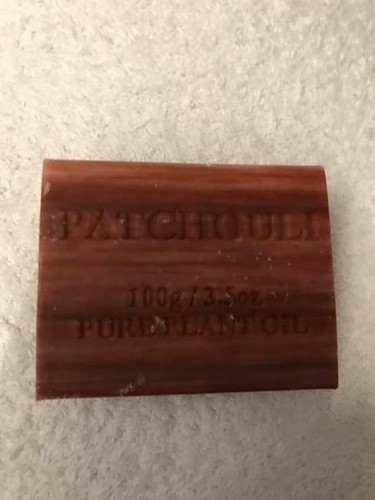 PATCHOULI
100g / 3.5oz
PURE PLANT OIL